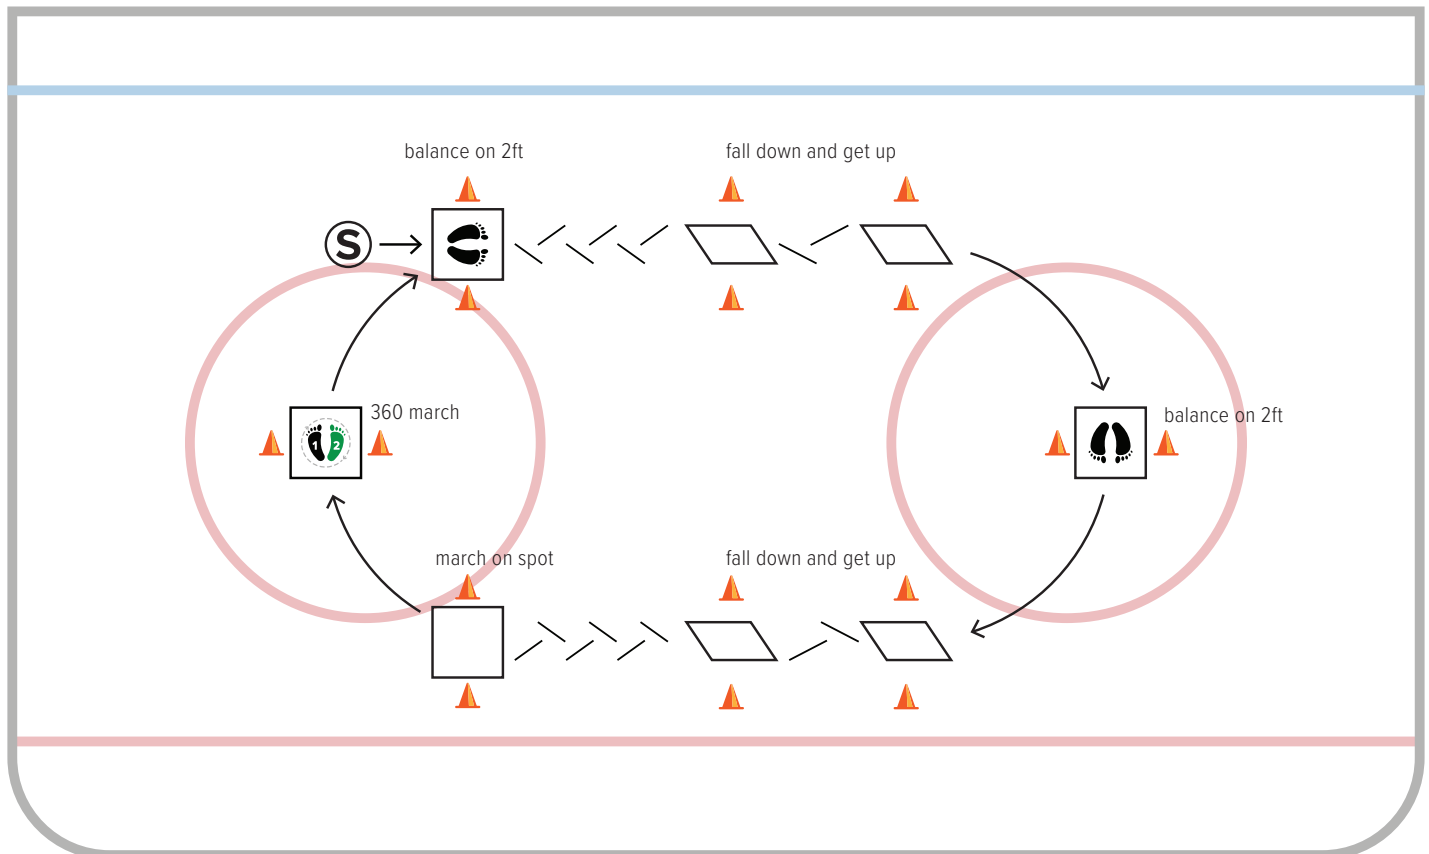 balance on 2ft
fall down and get up
S
360 march
1 2
balance on 2ft
march on spot
fall down and get up